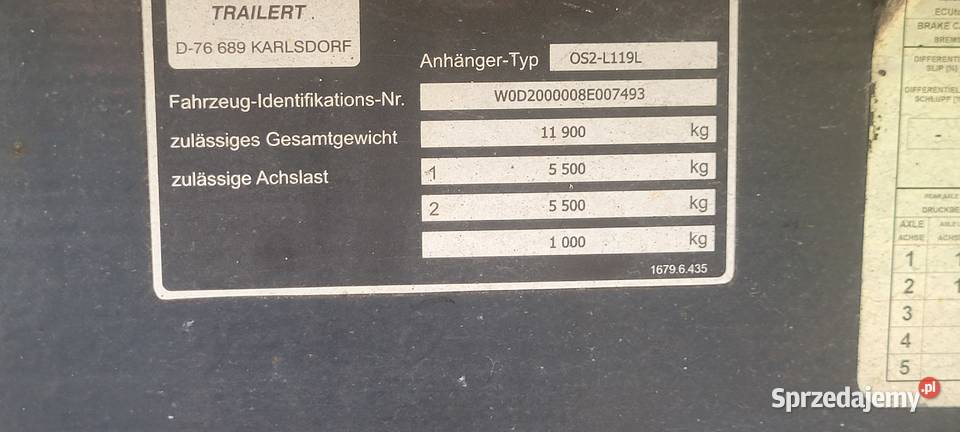 TRAILERT
D-76 689 KARLSDORF
Anhänger-Typ OS2-L119L
Fahrzeug-Identifikations-Nr. W0D2000008E007493
zulässiges Gesamtgewicht 11 900 kg
zulässige Achslast 1 5 500 kg
2 5 500 kg
1 000 kg
1679.6.435
BRAKE
SLIP [%]
AXLE
ACHSE
1
2
3
4
5
Sprzedajemy.pl